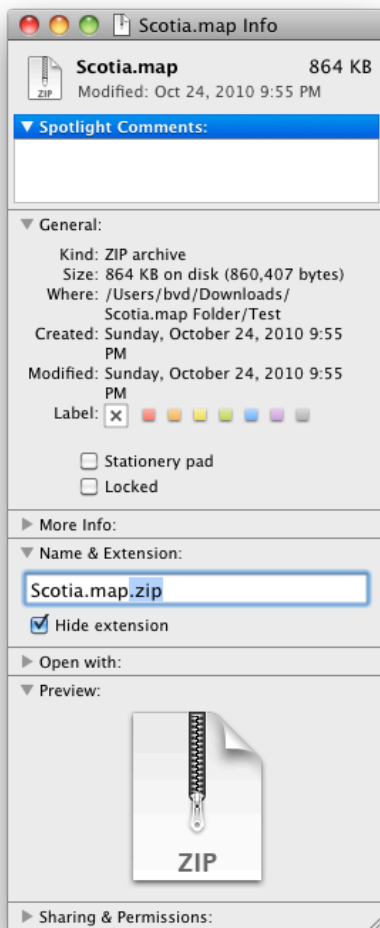 Scotia.map Info
Scotia.map 864 KB
Modified: Oct 24, 2010 9:55 PM
ZIP
Spotlight Comments:
General:
Kind: ZIP archive
Size: 864 KB on disk (860,407 bytes)
Where: /Users/bvd/Downloads/
Scotia.map Folder/Test
Created: Sunday, October 24, 2010 9:55
PM
Modified: Sunday, October 24, 2010 9:55
PM
Label:
Stationery pad
Locked
More Info:
Name & Extension:
Scotia.map.zip
Hide extension
Open with:
Preview:
ZIP
Sharing & Permissions: